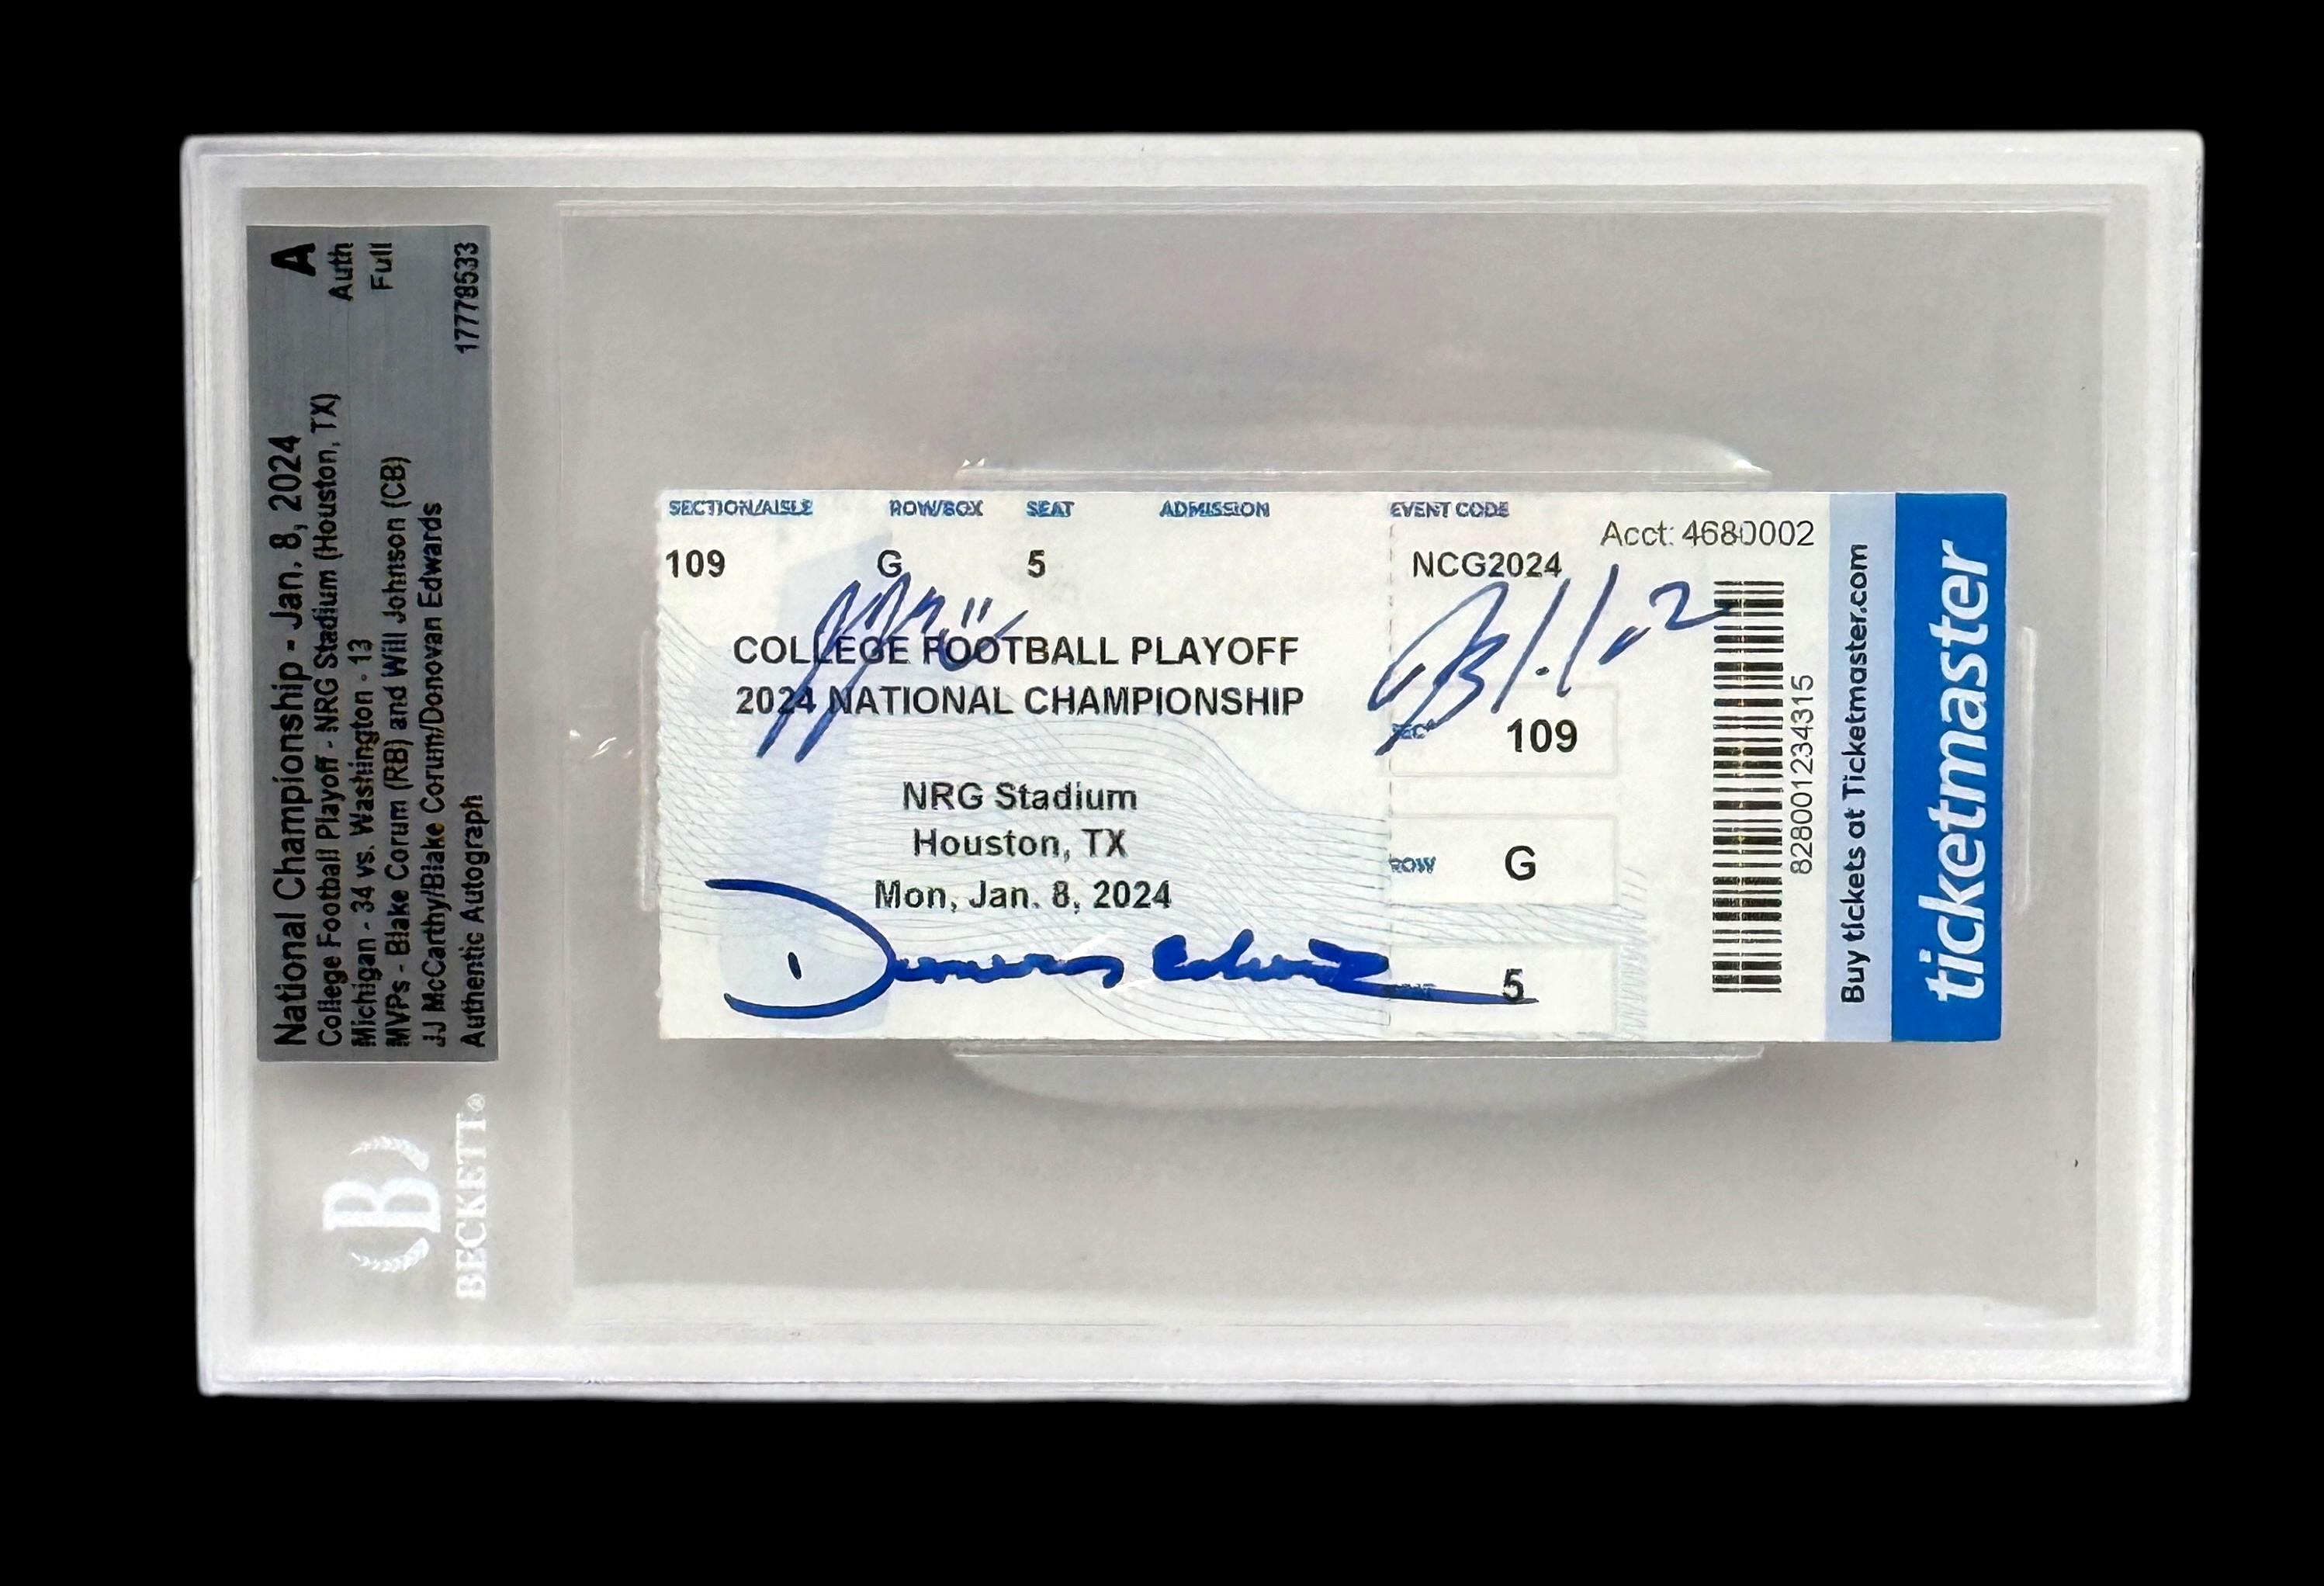 National Championship - Jan. 8, 2024 A
College Football Playoff - NRG Stadium (Houston, TX) Auth
Michigan - 34 vs. Washington - 13 Full
MVPs - Blake Corum (RB) and Will Johnson (CB)
JJ McCarthy/Blake Corum/Donovan Edwards
Authentic Autograph 17778533
B
BECKETT®
SECTION/AISLE ROW/BOX SEAT ADMISSION EVENT CODE
109 G 5 NCG2024
Acct: 4680002
COLLEGE FOOTBALL PLAYOFF
2024 NATIONAL CHAMPIONSHIP
NRG Stadium
Houston, TX
Mon, Jan. 8, 2024
SEC 109
ROW G
5
828001234315
Buy tickets at Ticketmaster.com
ticketmaster